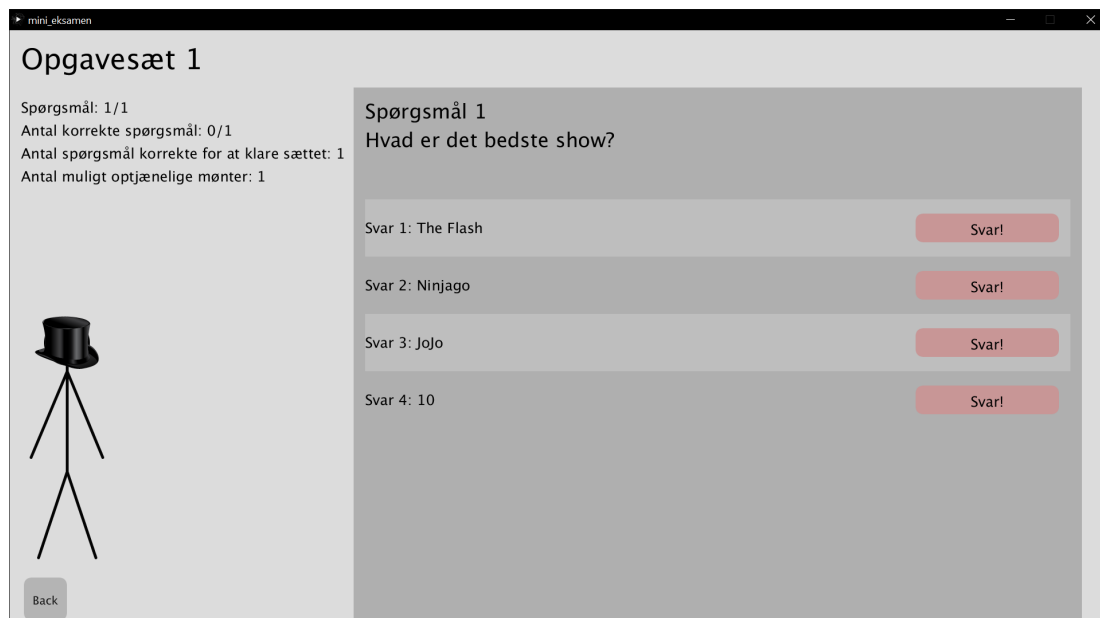 mini_eksamen
Opgavesæt 1
Spørgsmål: 1/1
Antal korrekte spørgsmål: 0/1
Antal spørgsmål korrekte for at klare sættet: 1
Antal muligt optjænelige mønter: 1
Spørgsmål 1
Hvad er det bedste show?
Svar 1: The Flash
Svar!
Svar 2: Ninjago
Svar!
Svar 3: JoJo
Svar!
Svar 4: 10
Svar!
Back